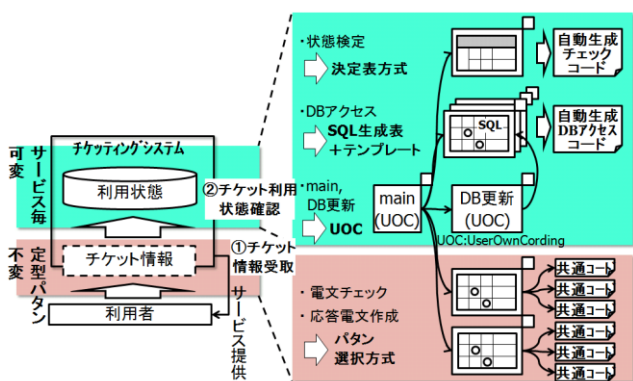 チケッティングシステム
利用状態
②チケット利用
状態確認
①チケット
情報受取
チケット情報
利用者
サービス毎
可変
定型パタン
不変
サービス提供
・状態検定
決定表方式
・DBアクセス
SQL生成表
＋テンプレート
・main,
DB更新
UOC
main
(UOC)
DB更新
(UOC)
SQL
自動生成
チェック
コード
自動生成
DBアクセス
コード
UOC:UserOwnCording
・電文チェック
・応答電文作成
パタン
選択方式
共通コード
共通コード
共通コード
共通コード
共通コード
共通コード